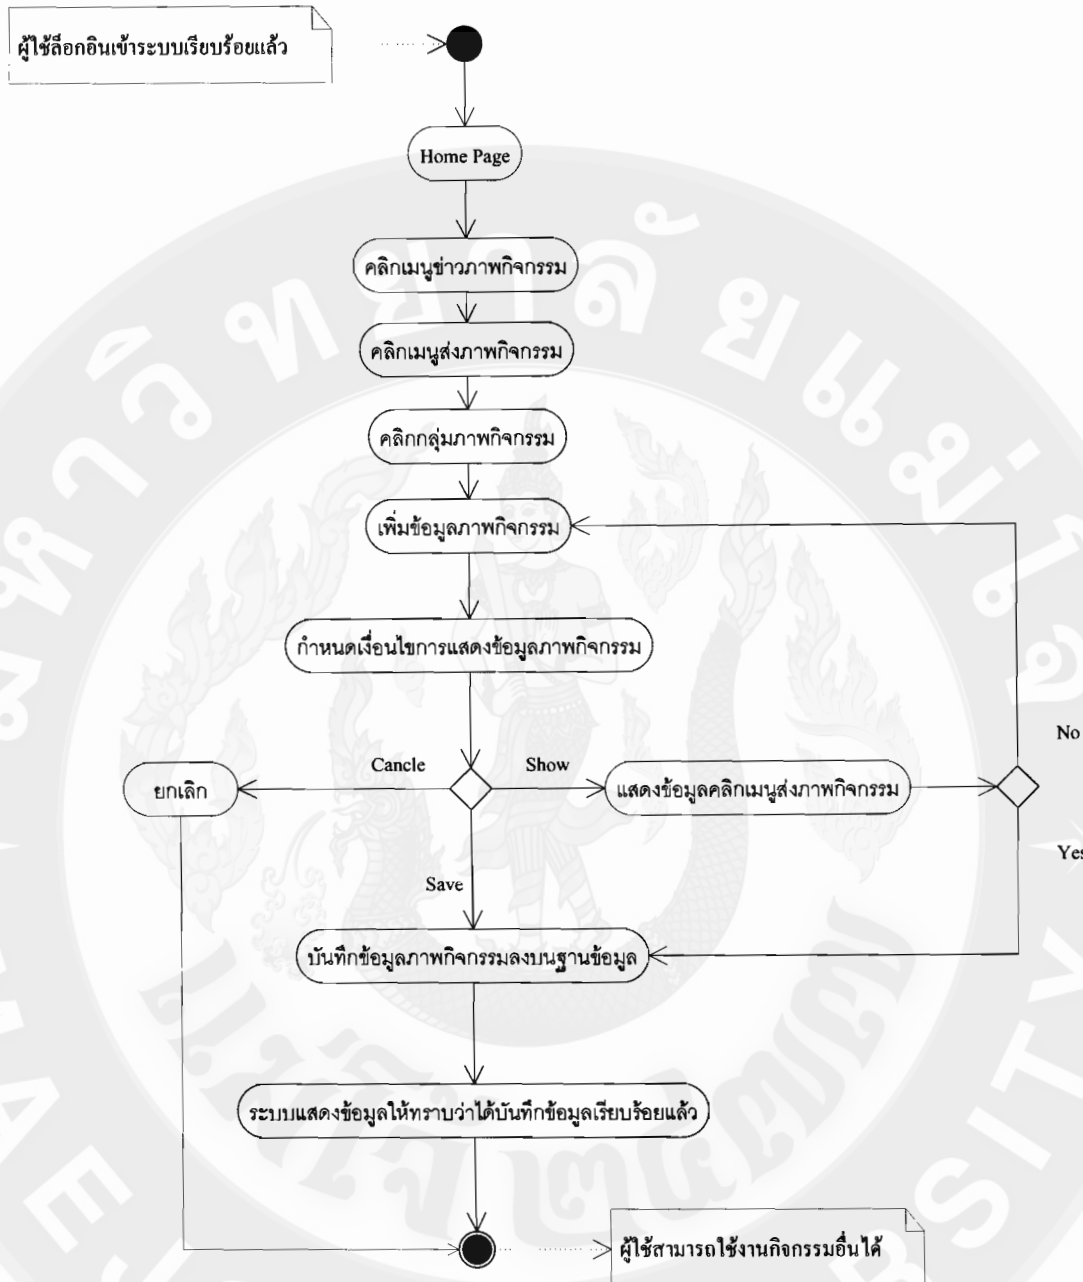 ผู้ใช้ล็อกอินเข้าระบบเรียบร้อยแล้ว
Home Page
คลิกเมนูข่าวภาพกิจกรรม
คลิกเมนูส่งภาพกิจกรรม
คลิกกลุ่มภาพกิจกรรม
เพิ่มข้อมูลภาพกิจกรรม
กำหนดเงื่อนไขการแสดงข้อมูลภาพกิจกรรม
No
Cancle
Show
ยกเลิก
แสดงข้อมูลคลิกเมนูส่งภาพกิจกรรม
Yes
Save
บันทึกข้อมูลภาพกิจกรรมลงบนฐานข้อมูล
ระบบแสดงข้อมูลให้ทราบว่าได้บันทึกข้อมูลเรียบร้อยแล้ว
ผู้ใช้สามารถใช้งานกิจกรรมอื่นได้
มหาวิทยาลัยแม่โจ้